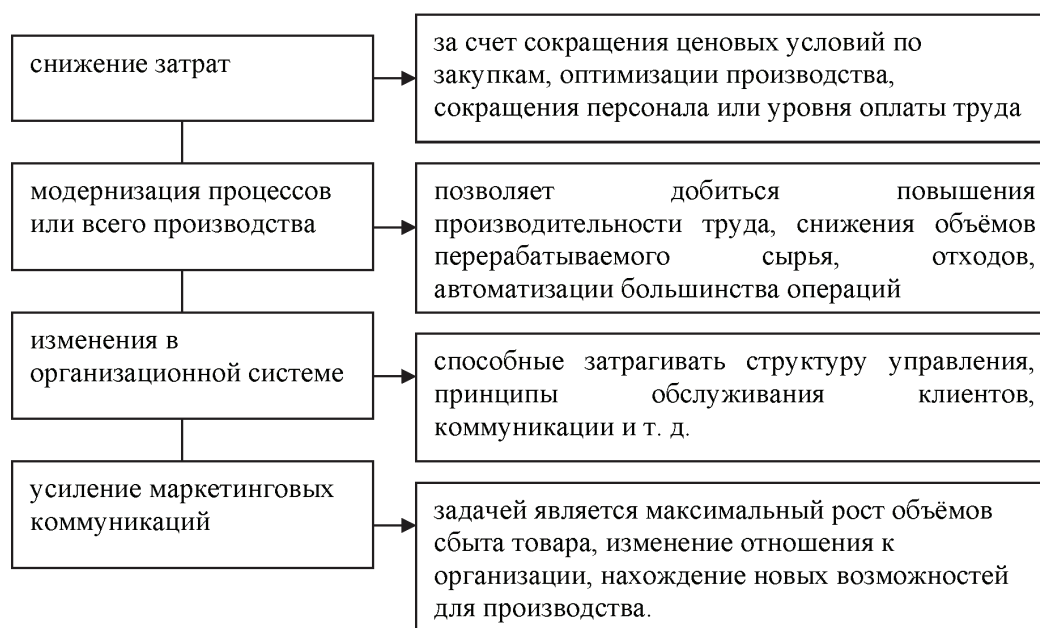 снижение затрат
за счет сокращения ценовых условий по
закупкам, оптимизации производства,
сокращения персонала или уровня оплаты труда
модернизация процессов
или всего производства
позволяет добиться повышения
производительности труда, снижения объёмов
перерабатываемого сырья, отходов,
автоматизации большинства операций
изменения в
организационной системе
способные затрагивать структуру управления,
принципы обслуживания клиентов,
коммуникации и т. д.
усиление маркетинговых
коммуникаций
задачей является максимальный рост объёмов
сбыта товара, изменение отношения к
организации, нахождение новых возможностей
для производства.